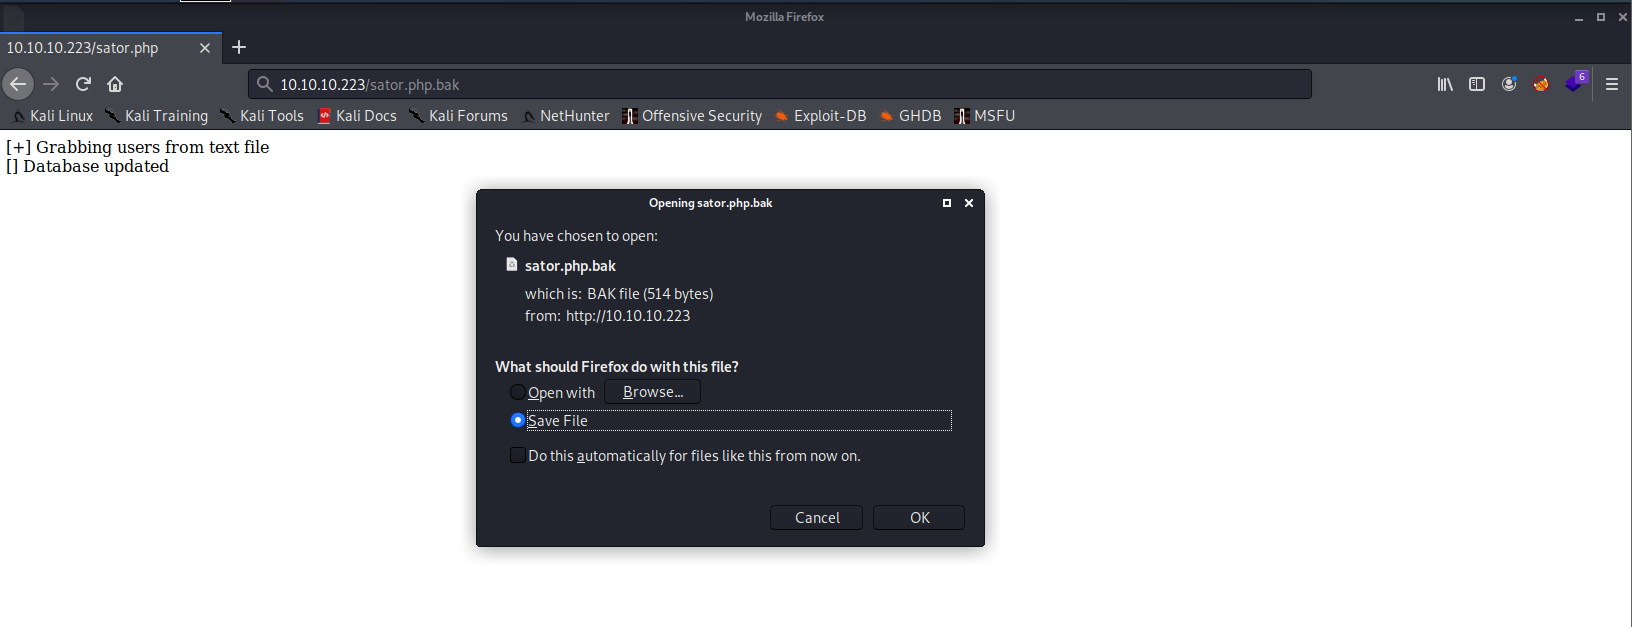 Mozilla Firefox
10.10.10.223/sator.php
10.10.10.223/sator.php.bak
6
Kali Linux Kali Training Kali Tools Kali Docs Kali Forums NetHunter Offensive Security Exploit-DB GHDB MSFU
[+] Grabbing users from text file
[] Database updated
Opening sator.php.bak
You have chosen to open:
sator.php.bak
which is: BAK file (514 bytes)
from: http://10.10.10.223
What should Firefox do with this file?
Open with Browse...
Save File
Do this automatically for files like this from now on.
Cancel OK